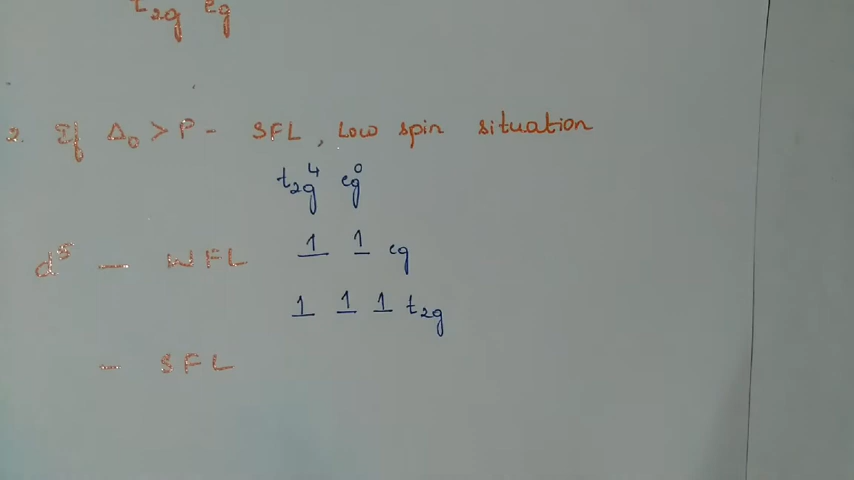 t₂g eg
2. If Δ₀ > P - SFL, Low spin situation
t₂g⁴ eg⁰
d⁵ - WFL 1 1 eg
1 1 1 t₂g
- SFL